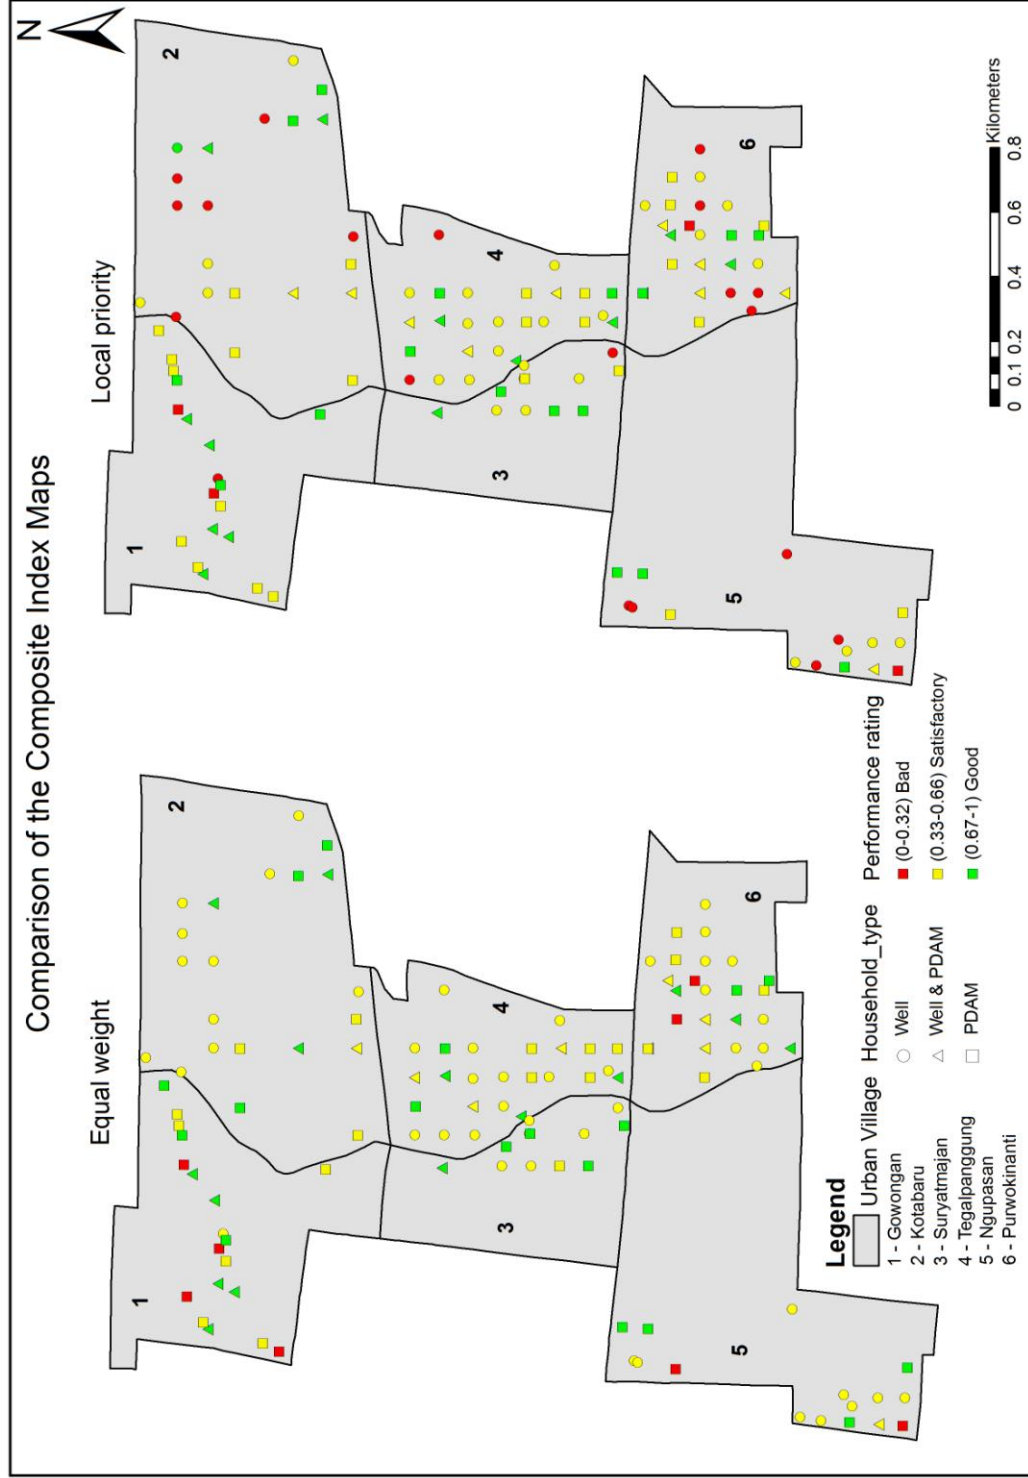 Comparison of the Composite Index Maps
N
Equal weight
Local priority
1
2
3
4
5
6
1
2
3
4
5
6
Legend
Urban Village
1 - Gowongan
2 - Kotabaru
3 - Suryatmajan
4 - Tegalpanggung
5 - Ngupasan
6 - Purwokinanti
Household_type
Well
Well & PDAM
PDAM
Performance rating
(0-0.32) Bad
(0.33-0.66) Satisfactory
(0.67-1) Good
Kilometers
0 0.1 0.2 0.4 0.6 0.8